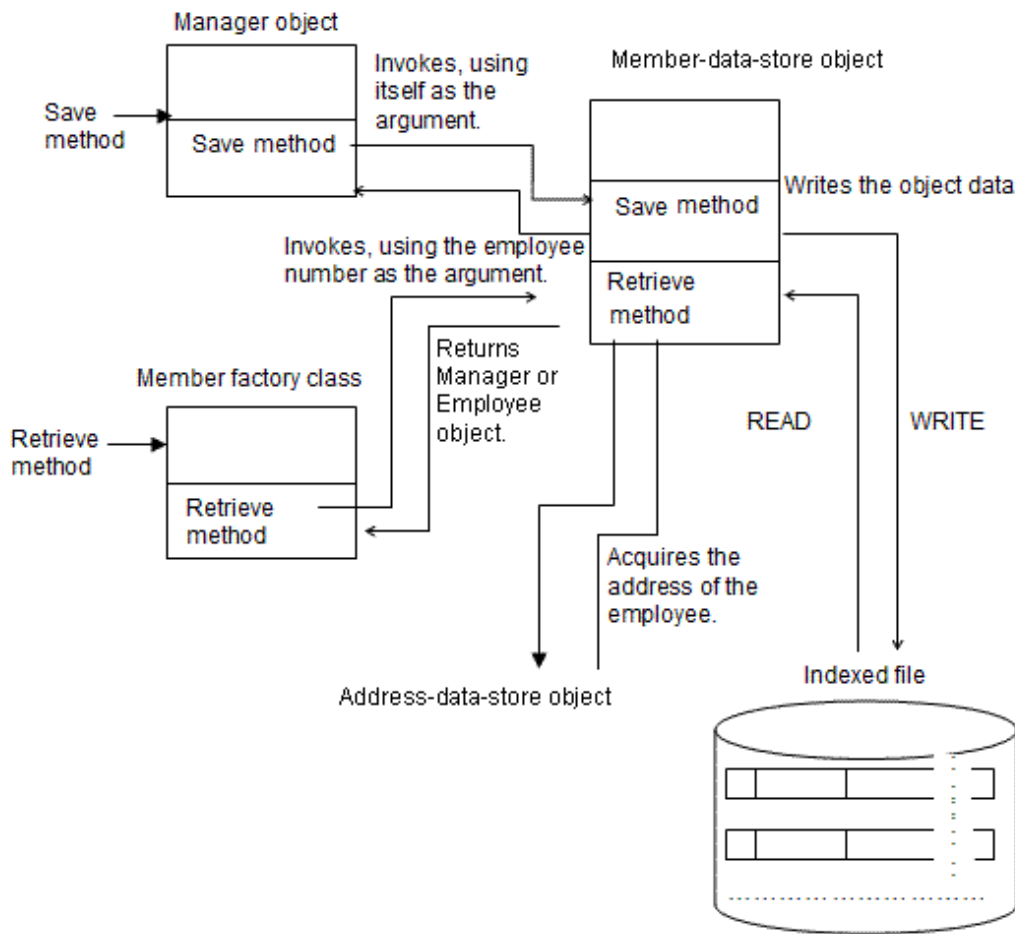 Manager object
Invokes, using
itself as the
argument.
Member-data-store object
Save
method
Save method
Writes the object data
Save method
Invokes, using the employee
number as the argument.
Retrieve
method
Returns
Manager or
Employee
object.
Member factory class
READ
WRITE
Retrieve
method
Retrieve
method
Acquires the
address of the
employee.
Indexed file
Address-data-store object